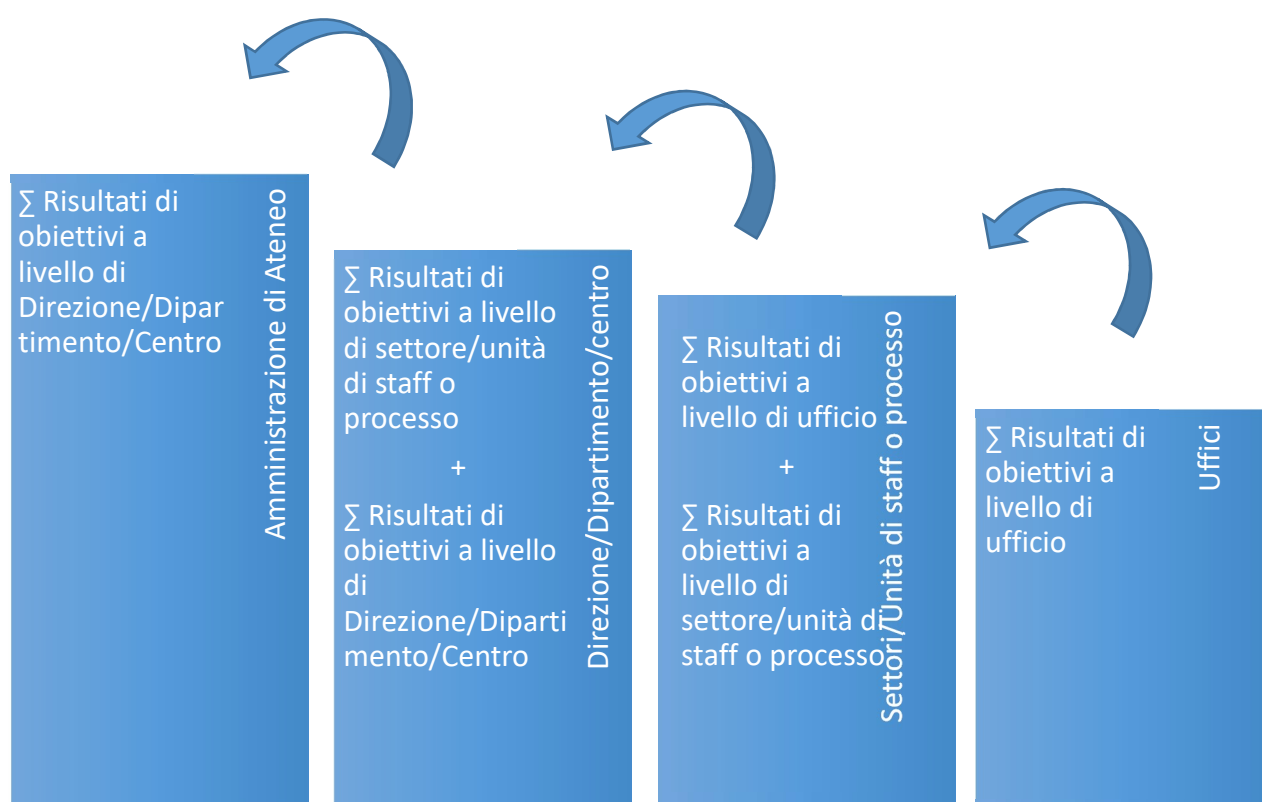 ∑ Risultati di
obiettivi a
livello di
Direzione/Dipar
timento/Centro
Amministrazione di Ateneo
∑ Risultati di
obiettivi a livello
di settore/unità
di staff o
processo
+
∑ Risultati di
obiettivi a livello
di
Direzione/Diparti
mento/Centro
Direzione/Dipartimento/centro
∑ Risultati di
obiettivi a
livello di ufficio
+
∑ Risultati di
obiettivi a
livello di
settore/unità di
staff o processo
Settori/Unità di staff o processo
∑ Risultati di
obiettivi a
livello di
ufficio
Uffici